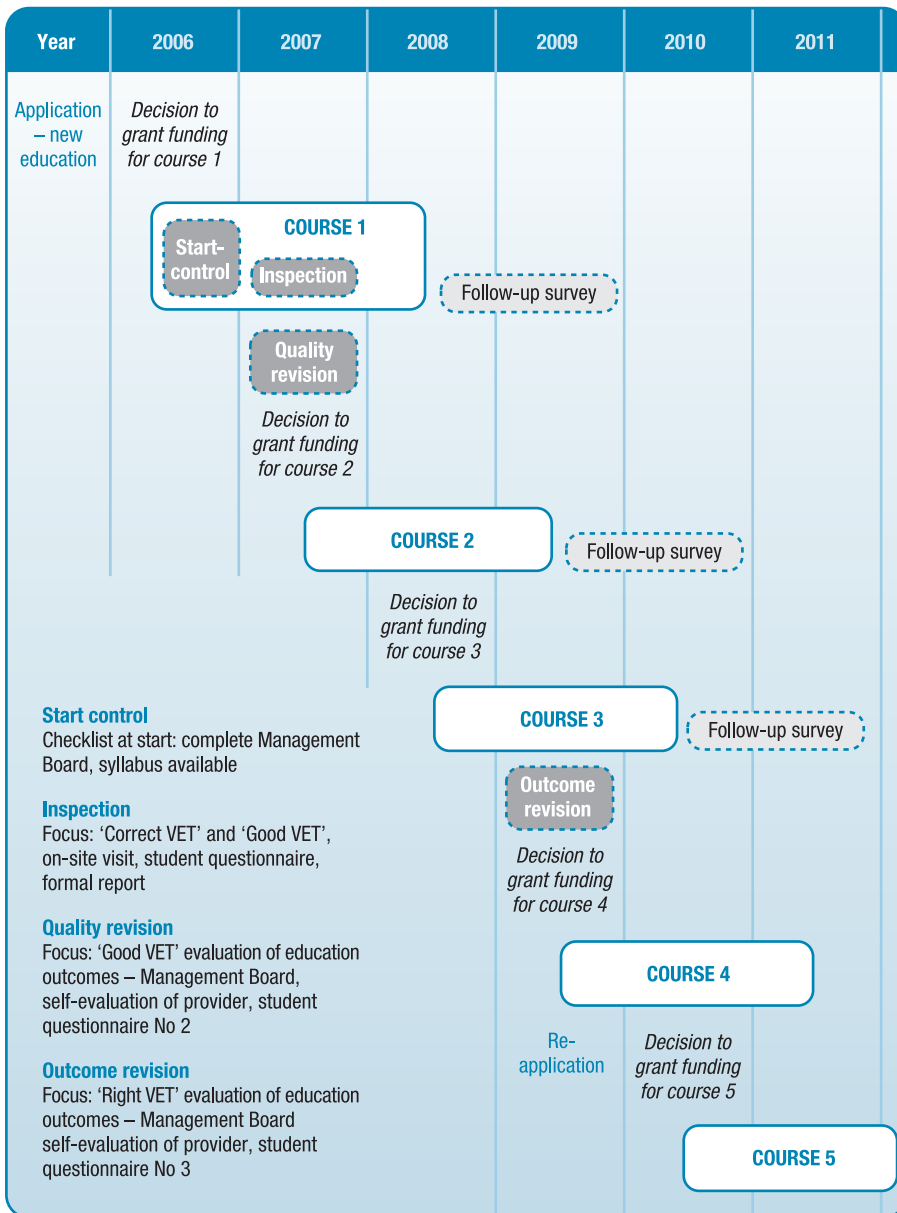 Year 2006 2007 2008 2009 2010 2011
Application
– new
education
Decision to
grant funding
for course 1
COURSE 1
Start-
control
Inspection
Follow-up survey
Quality
revision
Decision to
grant funding
for course 2
COURSE 2
Follow-up survey
Decision to
grant funding
for course 3
COURSE 3
Follow-up survey
Outcome
revision
Decision to
grant funding
for course 4
COURSE 4
Re-
application
Decision to
grant funding
for course 5
COURSE 5
Start control
Checklist at start: complete Management
Board, syllabus available
Inspection
Focus: ‘Correct VET’ and ‘Good VET’,
on-site visit, student questionnaire,
formal report
Quality revision
Focus: ‘Good VET’ evaluation of education
outcomes – Management Board,
self-evaluation of provider, student
questionnaire No 2
Outcome revision
Focus: ‘Right VET’ evaluation of education
outcomes – Management Board
self-evaluation of provider, student
questionnaire No 3